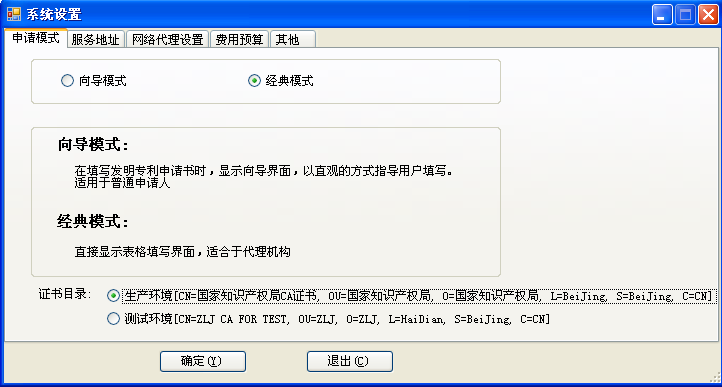 系统设置
申请模式 服务地址 网络代理设置 费用预算 其他
向导模式 经典模式
向导模式:
在填写发明专利申请书时,显示向导界面,以直观的方式指导用户填写。
适用于普通申请人
经典模式:
直接显示表格填写界面,适合于代理机构
证书目录: 生产环境[CN=国家知识产权局CA证书, OU=国家知识产权局, O=国家知识产权局, L=BeiJing, S=BeiJing, C=CN]
测试环境[CN=ZLJ CA FOR TEST, OU=ZLJ, O=ZLJ, L=HaiDian, S=BeiJing, C=CN]
确定(Y) 退出(C)